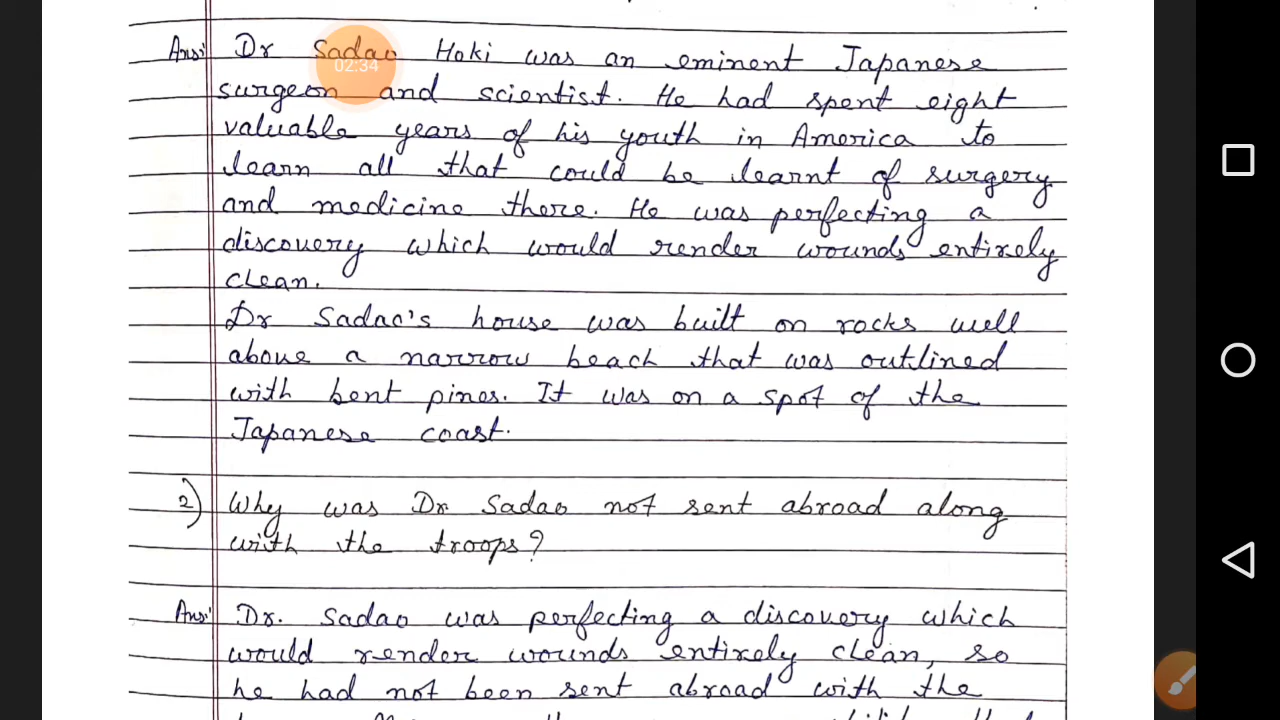 Ans: Dr Sadao Hoki was an eminent Japanese
02:34
surgeon and scientist. He had spent eight
valuable years of his youth in America to
learn all that could be learnt of surgery
and medicine there. He was perfecting a
discovery which would render wounds entirely
clean.
Dr Sadao's house was built on rocks well
above a narrow beach that was outlined
with bent pines. It was on a spot of the
Japanese coast.
2) Why was Dr Sadao not sent abroad along
with the troops?
Ans: Dr. Sadao was perfecting a discovery which
would render wounds entirely clean, so
he had not been sent abroad with the